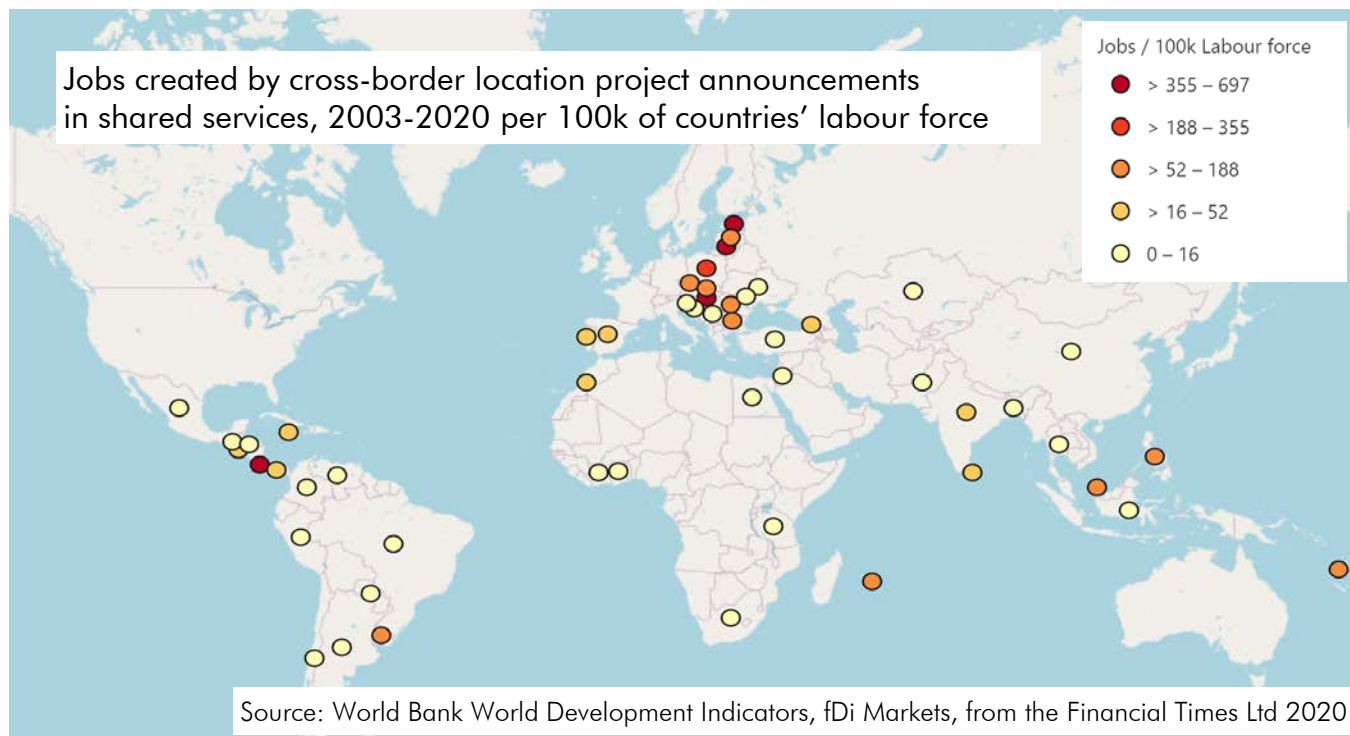 Jobs created by cross-border location project announcements
in shared services, 2003-2020 per 100k of countries’ labour force
Jobs / 100k Labour force
> 355 – 697
> 188 – 355
> 52 – 188
> 16 – 52
0 – 16
Source: World Bank World Development Indicators, fDi Markets, from the Financial Times Ltd 2020